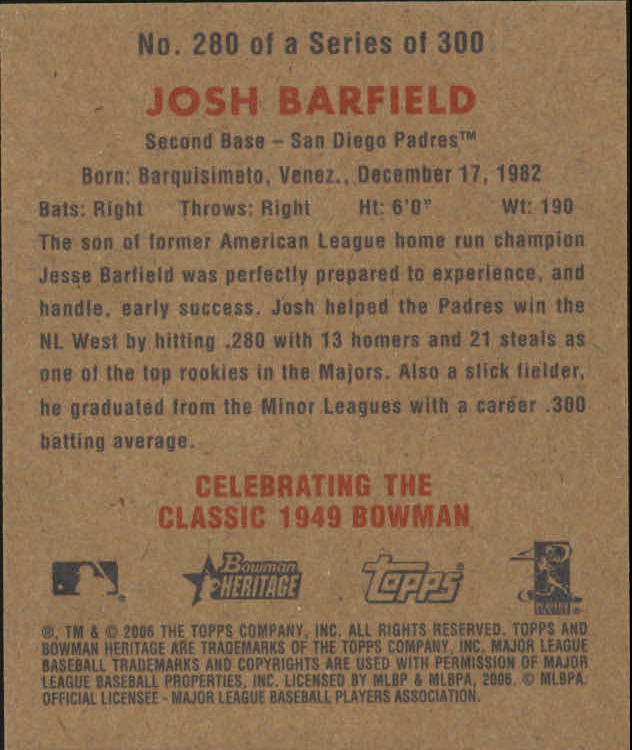 No. 280 of a Series of 300
JOSH BARFIELD
Second Base – San Diego Padres™
Born: Barquisimeto, Venez., December 17, 1982
Bats: Right Throws: Right Ht: 6'0" Wt: 190
The son of former American League home run champion
Jesse Barfield was perfectly prepared to experience, and
handle, early success. Josh helped the Padres win the
NL West by hitting .280 with 13 homers and 21 steals as
one of the top rookies in the Majors. Also a slick fielder,
he graduated from the Minor Leagues with a career .300
batting average.
CELEBRATING THE
CLASSIC 1949 BOWMAN
Bowman
HERITAGE
topps
®, TM & © 2006 THE TOPPS COMPANY, INC. ALL RIGHTS RESERVED. TOPPS AND
BOWMAN HERITAGE ARE TRADEMARKS OF THE TOPPS COMPANY, INC. MAJOR LEAGUE
BASEBALL TRADEMARKS AND COPYRIGHTS ARE USED WITH PERMISSION OF MAJOR
LEAGUE BASEBALL PROPERTIES, INC. LICENSED BY MLBP & MLBPA, 2006. © MLBPA.
OFFICIAL LICENSEE - MAJOR LEAGUE BASEBALL PLAYERS ASSOCIATION.